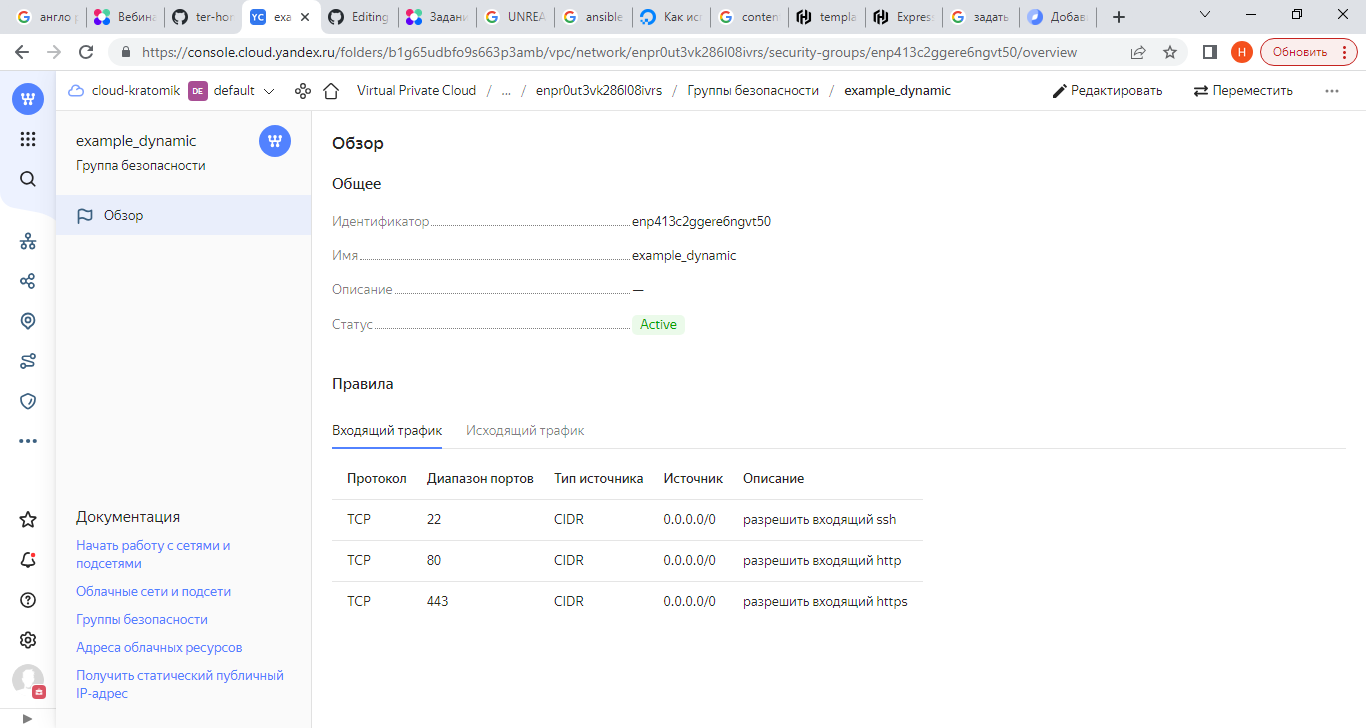 англо р
Вебина
ter-hom
exa
Editing
Задани
UNREA
ansible
Как исп
conten
templa
Expres
задать
Добав
https://console.cloud.yandex.ru/folders/b1g65udbfo9s663p3amb/vpc/network/enpr0ut3vk286l08ivrs/security-groups/enp413c2ggere6ngvt50/overview
Н
Обновить
cloud-kratomik
DE
default
Virtual Private Cloud / ... / enpr0ut3vk286l08ivrs / Группы безопасности / example_dynamic
Редактировать
Переместить
example_dynamic
Группа безопасности
Обзор
Документация
Начать работу с сетями и
подсетями
Облачные сети и подсети
Группы безопасности
Адреса облачных ресурсов
Получить статический публичный
IP-адрес
Обзор
Общее
Идентификатор enp413c2ggere6ngvt50
Имя example_dynamic
Описание —
Статус Active
Правила
Входящий трафик Исходящий трафик
Протокол Диапазон портов Тип источника Источник Описание
TCP 22 CIDR 0.0.0.0/0 разрешить входящий ssh
TCP 80 CIDR 0.0.0.0/0 разрешить входящий http
TCP 443 CIDR 0.0.0.0/0 разрешить входящий https